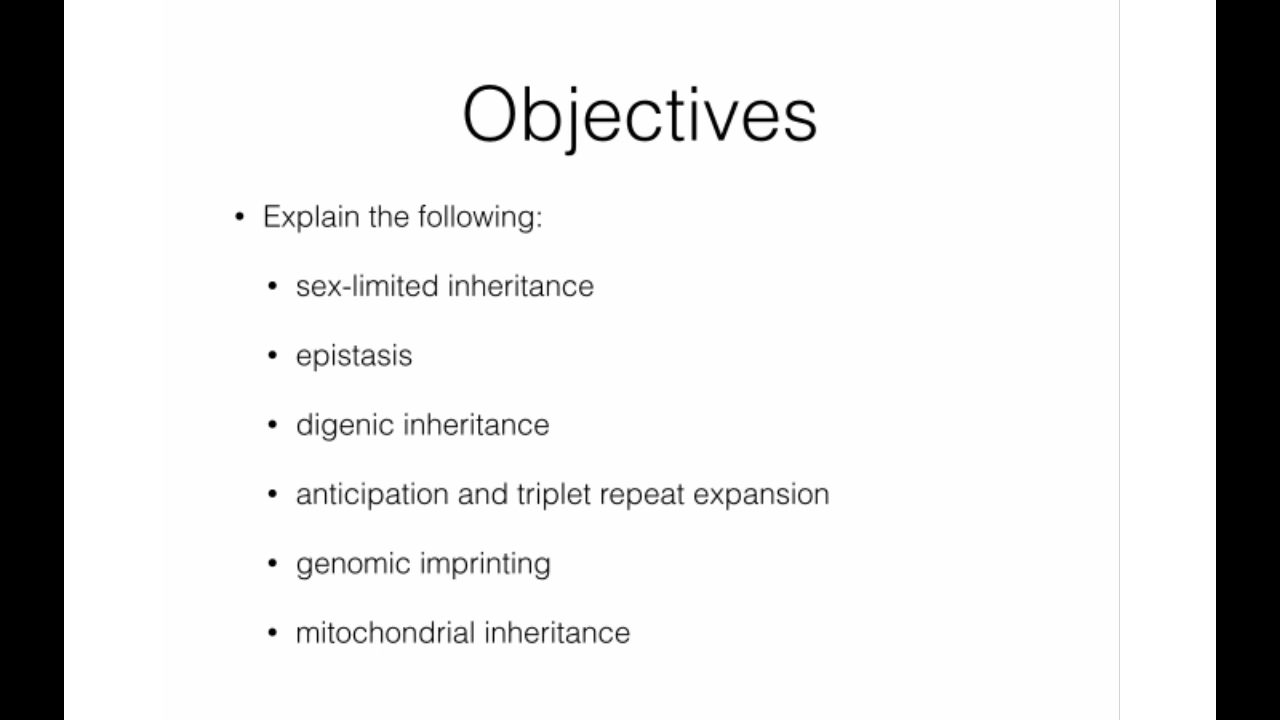 Objectives
• Explain the following:
• sex-limited inheritance
• epistasis
• digenic inheritance
• anticipation and triplet repeat expansion
• genomic imprinting
• mitochondrial inheritance